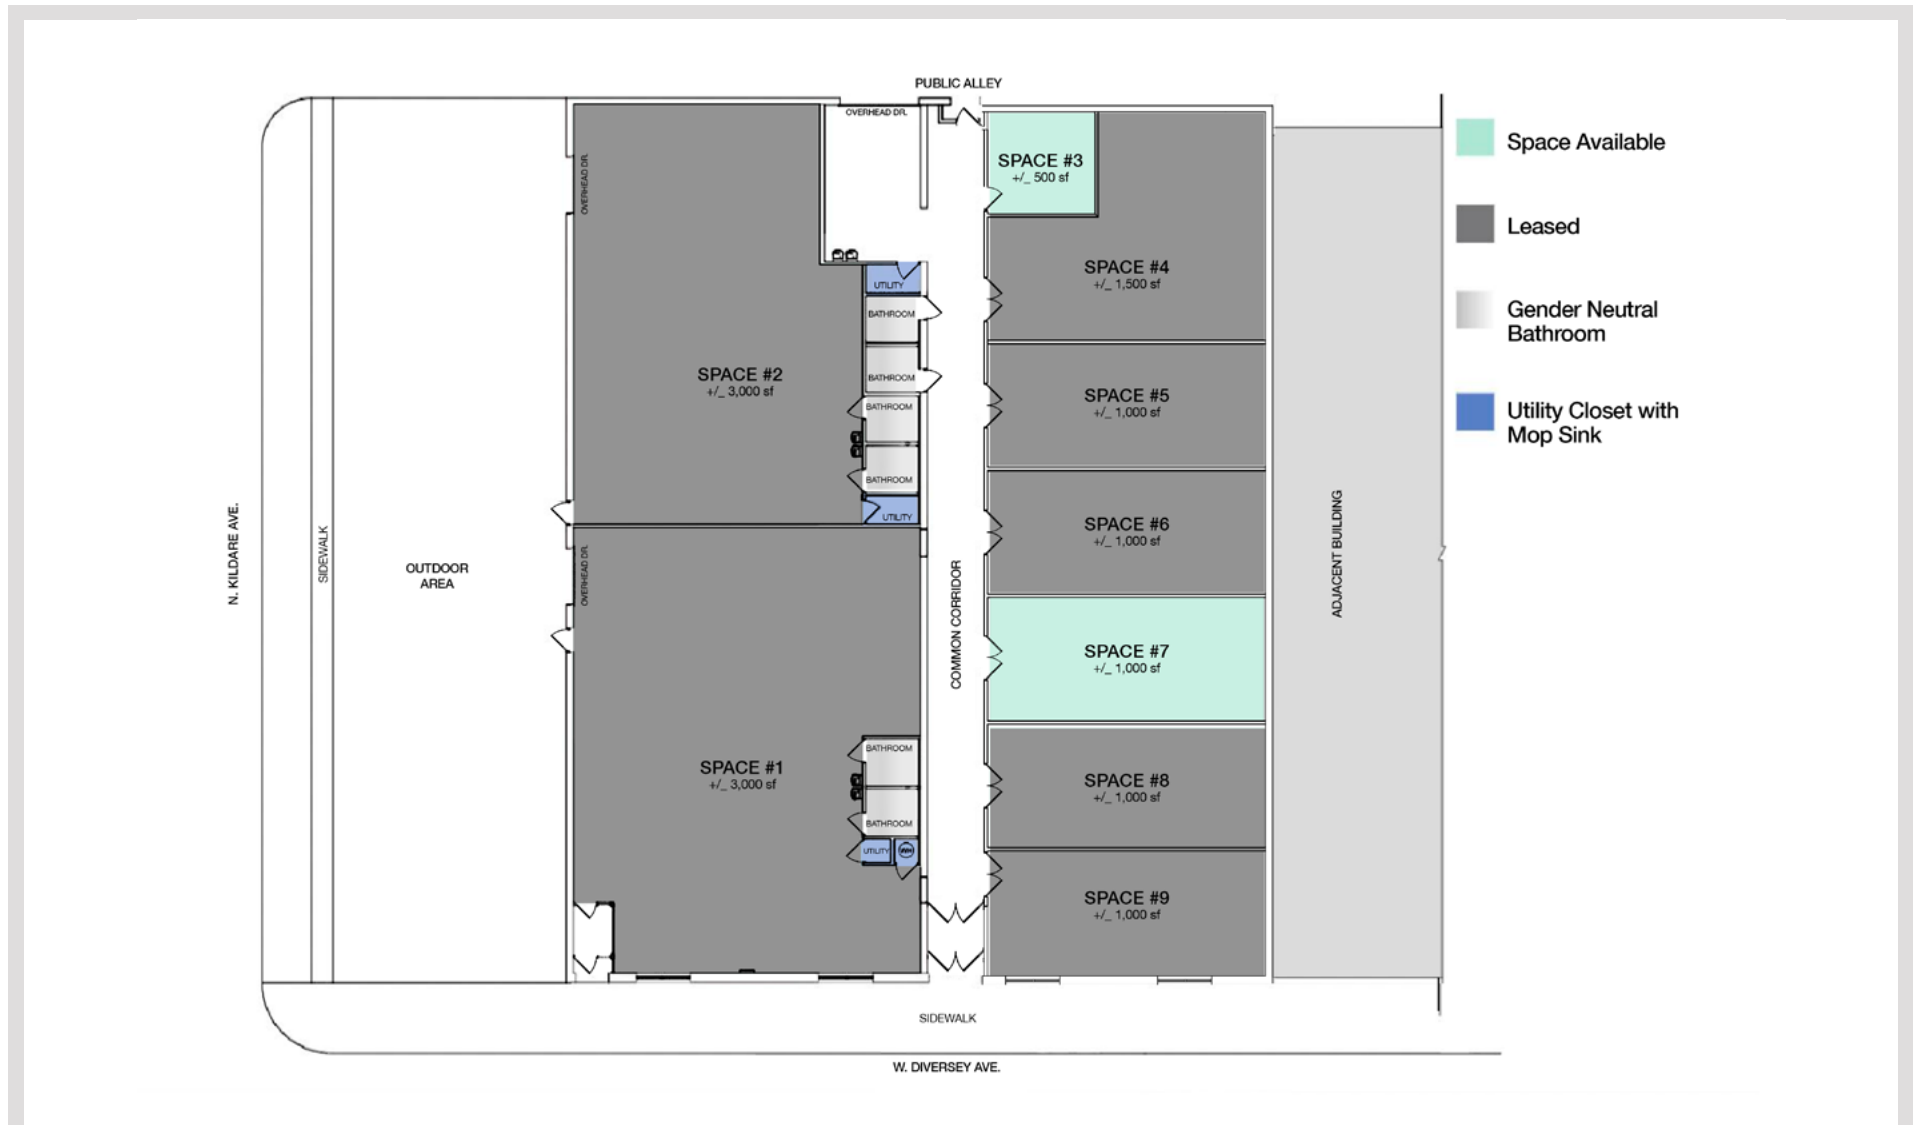 PUBLIC ALLEY
OVERHEAD DR.
OVERHEAD DR.
SPACE #3
+/_ 500 sf
SPACE #4
+/_ 1,500 sf
UTILITY
BATHROOM
BATHROOM
BATHROOM
BATHROOM
UTILITY
SPACE #2
+/_ 3,000 sf
SPACE #5
+/_ 1,000 sf
SPACE #6
+/_ 1,000 sf
N. KILDARE AVE.
SIDEWALK
OUTDOOR
AREA
OVERHEAD DR.
COMMON CORRIDOR
ADJACENT BUILDING
SPACE #7
+/_ 1,000 sf
SPACE #1
+/_ 3,000 sf
BATHROOM
BATHROOM
UTILITY
WH
SPACE #8
+/_ 1,000 sf
SPACE #9
+/_ 1,000 sf
SIDEWALK
W. DIVERSEY AVE.
Space Available
Leased
Gender Neutral
Bathroom
Utility Closet with
Mop Sink